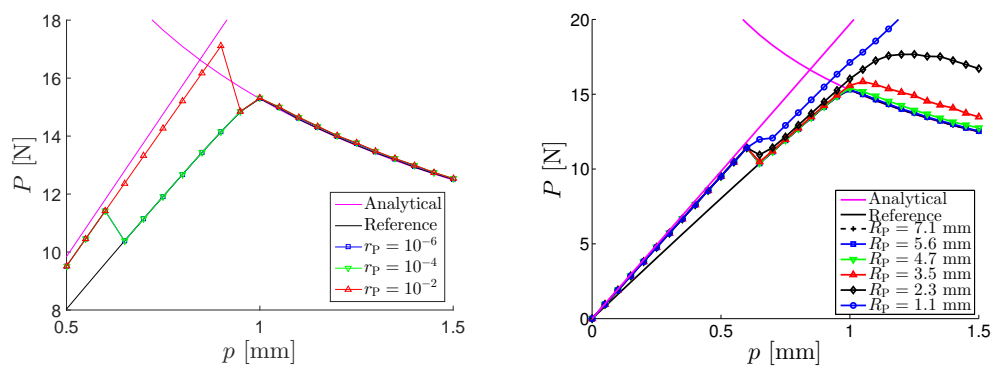 18
16
14
12
10
8
0.5
1
1.5
P [N]
p [mm]
Analytical
Reference
r_P = 10^{-6}
r_P = 10^{-4}
r_P = 10^{-2}
20
15
10
5
0
0
0.5
1
1.5
P [N]
p [mm]
Analytical
Reference
R_P = 7.1 mm
R_P = 5.6 mm
R_P = 4.7 mm
R_P = 3.5 mm
R_P = 2.3 mm
R_P = 1.1 mm